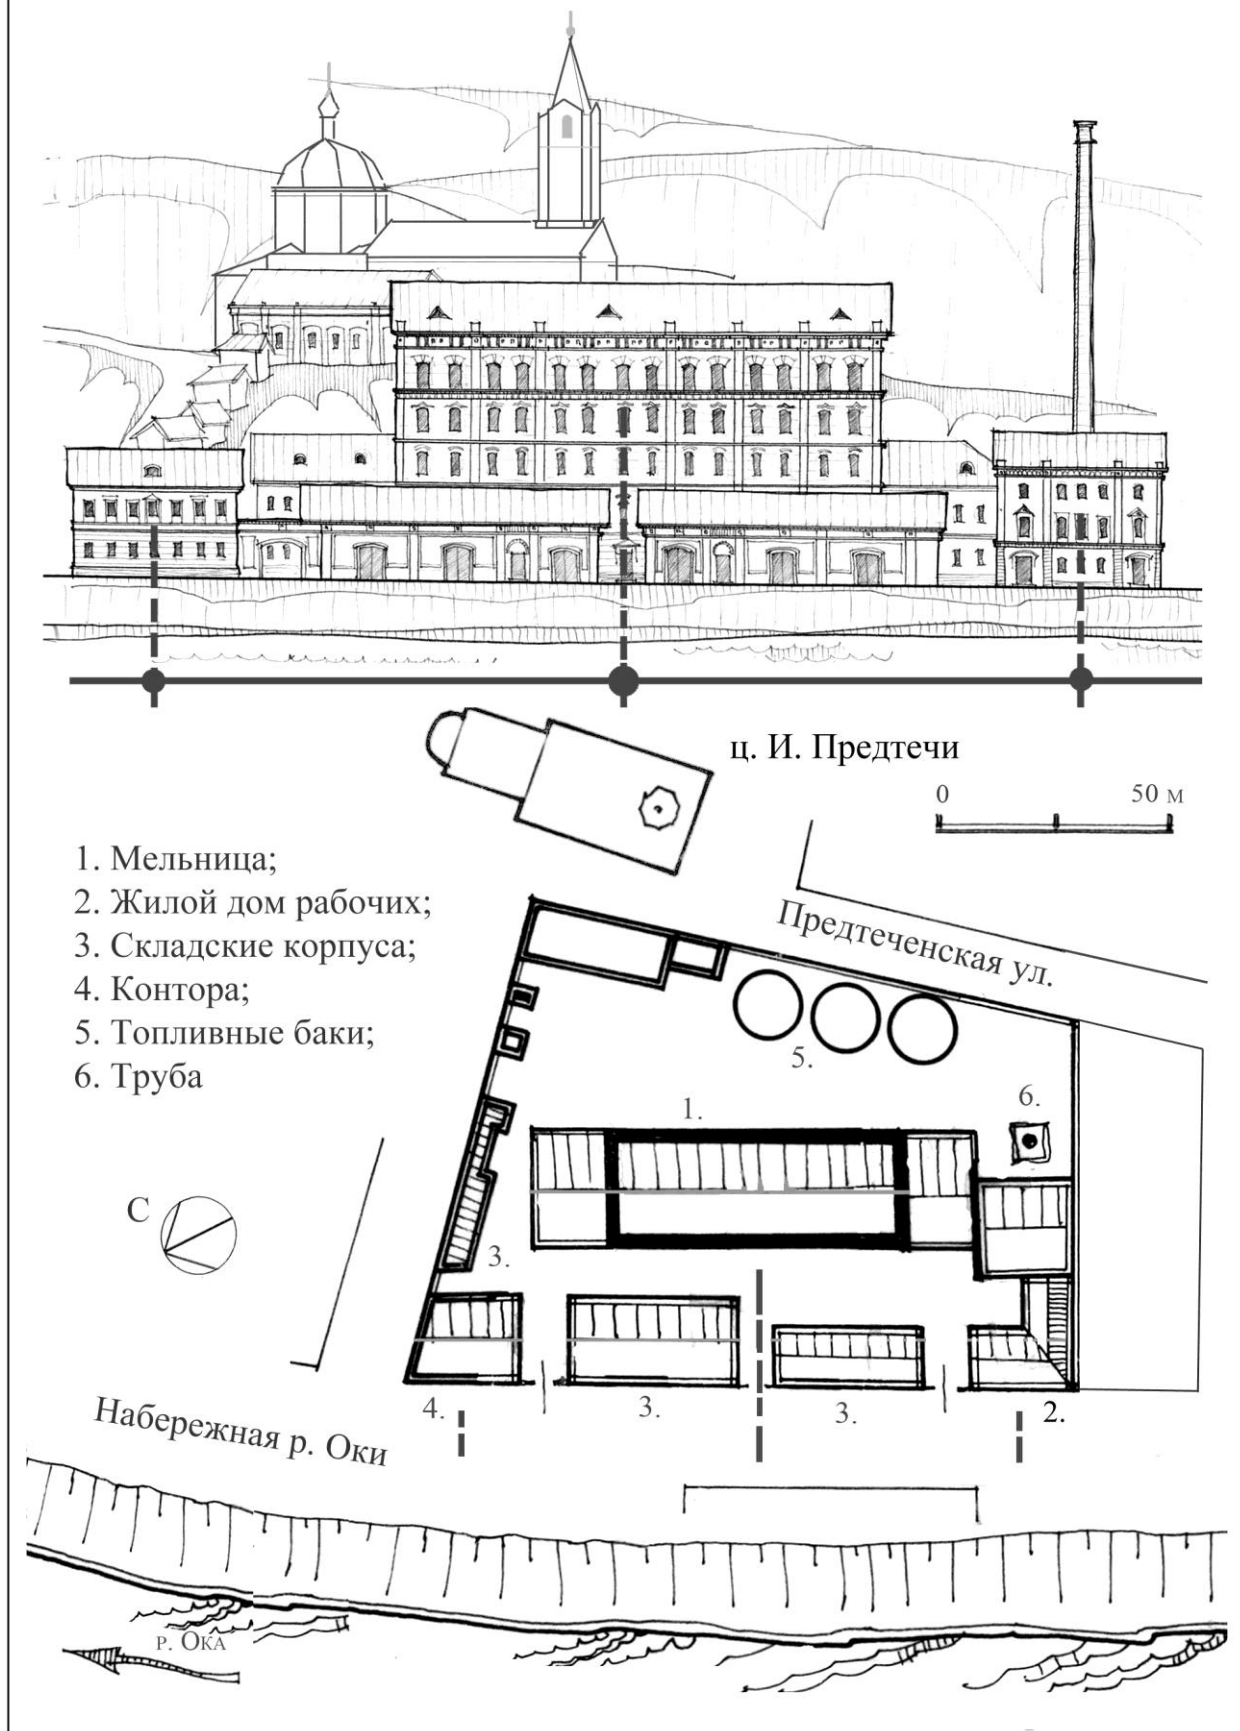 ц. И. Предтечи
0 50 м
1. Мельница;
2. Жилой дом рабочих;
3. Складские корпуса;
4. Контора;
5. Топливные баки;
6. Труба
Предтеченская ул.
5.
1.
6.
С
3.
4.
3.
3.
2.
Набережная р. Оки
р. Ока